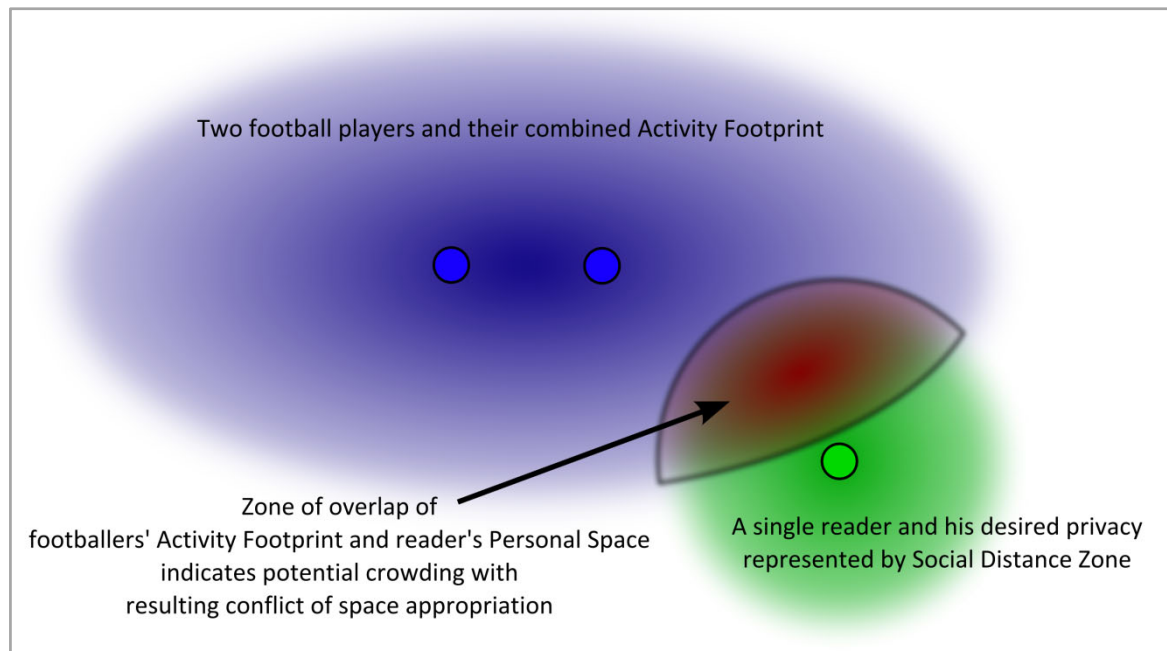 Two football players and their combined Activity Footprint
Zone of overlap of
footballers' Activity Footprint and reader's Personal Space
indicates potential crowding with
resulting conflict of space appropriation
A single reader and his desired privacy
represented by Social Distance Zone